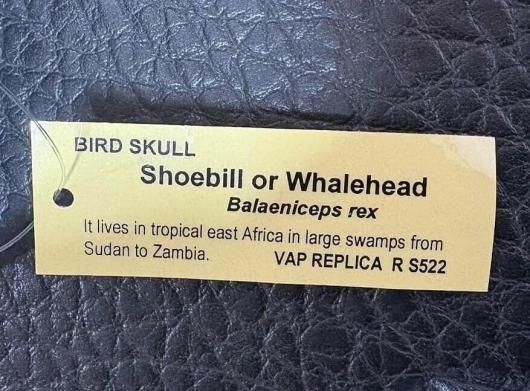 BIRD SKULL
Shoebill or Whalehead
Balaeniceps rex
It lives in tropical east Africa in large swamps from
Sudan to Zambia. VAP REPLICA R S522